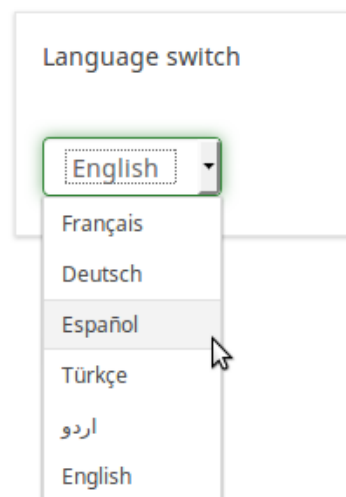 Language switch
English
Français
Deutsch
Español
Türkçe
اردو
English